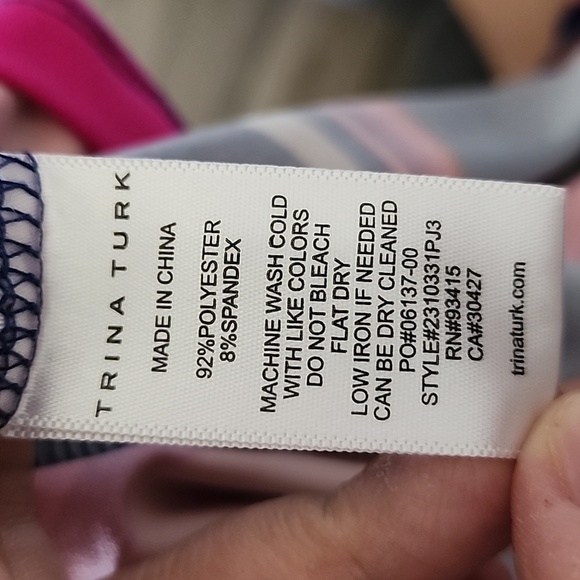 TRINA TURK
MADE IN CHINA
92%POLYESTER
8%SPANDEX
MACHINE WASH COLD
WITH LIKE COLORS
DO NOT BLEACH
FLAT DRY
LOW IRON IF NEEDED
CAN BE DRY CLEANED
PO#06137-00
STYLE#2310331PJ3
RN#93415
CA#30427
trinaturk.com